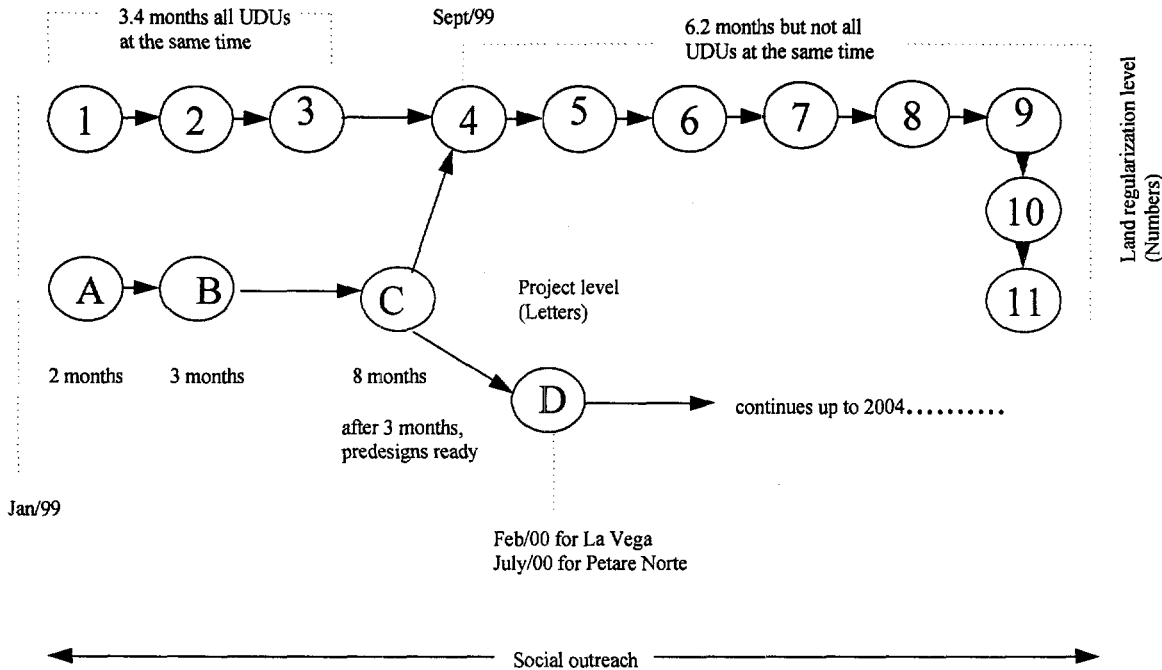 3.4 months all UDUs
at the same time
Sept/99
6.2 months but not all
UDUs at the same time
1
2
3
4
5
6
7
8
9
10
11
Land regularization level
(Numbers)
A
B
C
Project level
(Letters)
2 months
3 months
8 months
after 3 months,
predesigns ready
D
continues up to 2004..........
Jan/99
Feb/00 for La Vega
July/00 for Petare Norte
Social outreach